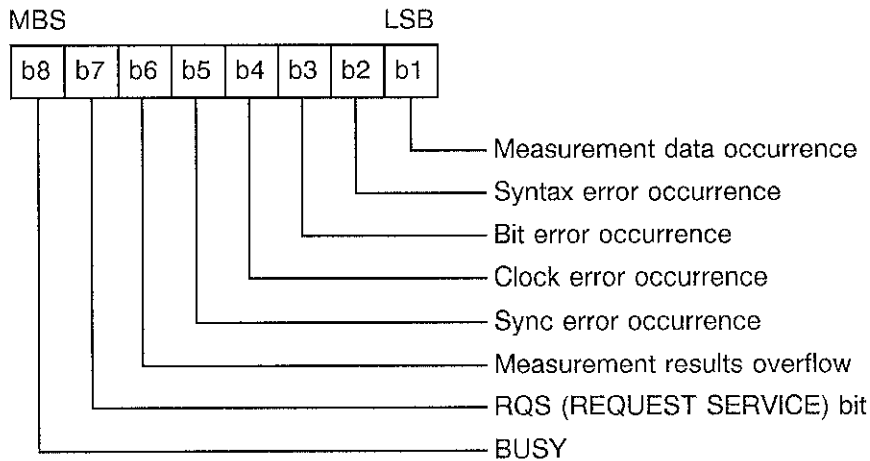 MBS LSB
b8 b7 b6 b5 b4 b3 b2 b1
Measurement data occurrence
Syntax error occurrence
Bit error occurrence
Clock error occurrence
Sync error occurrence
Measurement results overflow
RQS (REQUEST SERVICE) bit
BUSY